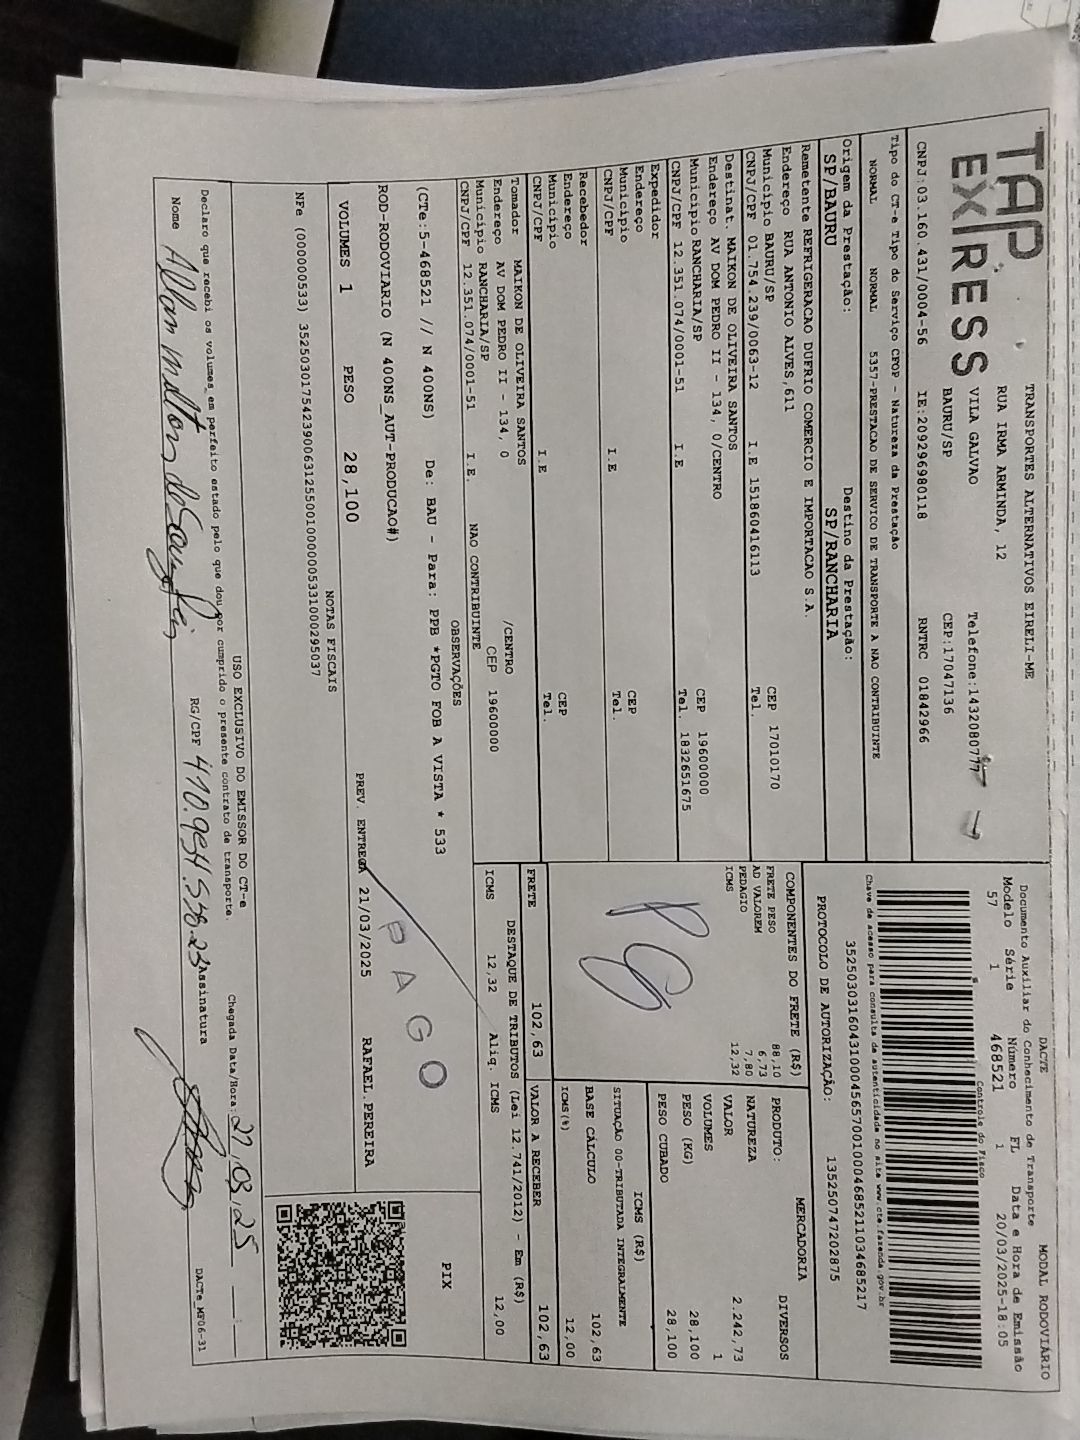 TAP
EXPRESS
TRANSPORTES ALTERNATIVOS EIRELI-ME
RUA IRMA ARMINDA, 12
VILA GALVAO Telefone:1432080777
BAURU/SP CEP:17047136
CNPJ:03.160.431/0004-56 IE:209296980118 RNTRC 01842966
DACTE MODAL RODOVIÁRIO
Documento Auxiliar do Conhecimento de Transporte
Modelo Série Número FL Data e Hora de Emissão
57 1 468521 1 20/03/2025-18:05
Controle do Fisco
Chave de acesso para consulta de autenticidade no site www.cte.fazenda.gov.br
PROTOCOLO DE AUTORIZAÇÃO: 135250747202875
Tipo do CT-e Tipo do Serviço CFOP - Natureza da Prestação
NORMAL NORMAL 5357-PRESTACAO DE SERVICO DE TRANSPORTE A NAO CONTRIBUINTE
Origem da Prestação: Destino da Prestação:
SP/BAURU SP/RANCHARIA
Remetente REFRIGERACAO DUFRIO COMERCIO E IMPORTACAO S.A.
Endereço RUA ANTONIO ALVES,611
Município BAURU/SP CEP 17010170
CNPJ/CPF 01.754.239/0063-12 I.E 151860416113 Tel.
Destinat. MAIKON DE OLIVEIRA SANTOS
Endereço AV DOM PEDRO II - 134, 0/CENTRO
Município RANCHARIA/SP CEP 19600000
CNPJ/CPF 12.351.074/0001-51 I.E Tel. 1832651675
Expedidor
Endereço
Município CEP
CNPJ/CPF I.E Tel.
Recebedor
Endereço
Município CEP
CNPJ/CPF I.E Tel.
Tomador MAIKON DE OLIVEIRA SANTOS
Endereço AV DOM PEDRO II - 134, 0 /CENTRO
Município RANCHARIA/SP CEP 19600000
CNPJ/CPF 12.351.074/0001-51 I.E. NAO CONTRIBUINTE
COMPONENTES DO FRETE (R$)
FRETE PESO 88,10
AD VALOREM 6,73
PEDAGIO 7,80
ICMS 12,32
PG
MERCADORIA
PRODUTO: DIVERSOS
NATUREZA
VALOR 2.242,73
VOLUMES 1
PESO (KG) 28,100
PESO CUBADO 28,100
ICMS (R$)
SITUAÇÃO 00-TRIBUTADA INTEGRALMENTE
BASE CÁLCULO 102,63
ICMS(%) 12,00
FRETE 102,63 VALOR A RECEBER 102,63
DESTAQUE DE TRIBUTOS (Lei 12.741/2012) - Em (R$)
ICMS 12,32 Aliq. ICMS 12,00
OBSERVAÇÕES
(CTe:5-468521 // N 400NS) De: BAU - Para: PPB *PGTO FOB A VISTA * 533
ROD-RODOVIARIO (N 400NS_AUT-PRODUCAO#)
PIX
PAGO
VOLUMES 1 PESO 28,100 PREV. ENTREGA 21/03/2025 RAFAEL.PEREIRA
NOTAS FISCAIS
NFe (000000533) 35250301754239006312550010000005331000295037
USO EXCLUSIVO DO EMISSOR DO CT-e
Declaro que recebi os volumes em perfeito estado pelo que dou por cumprido o presente contrato de transporte. Chegada Data/Hora: 21,03,25 __:__
Nome RG/CPF Assinatura
DACTe_MF06-31